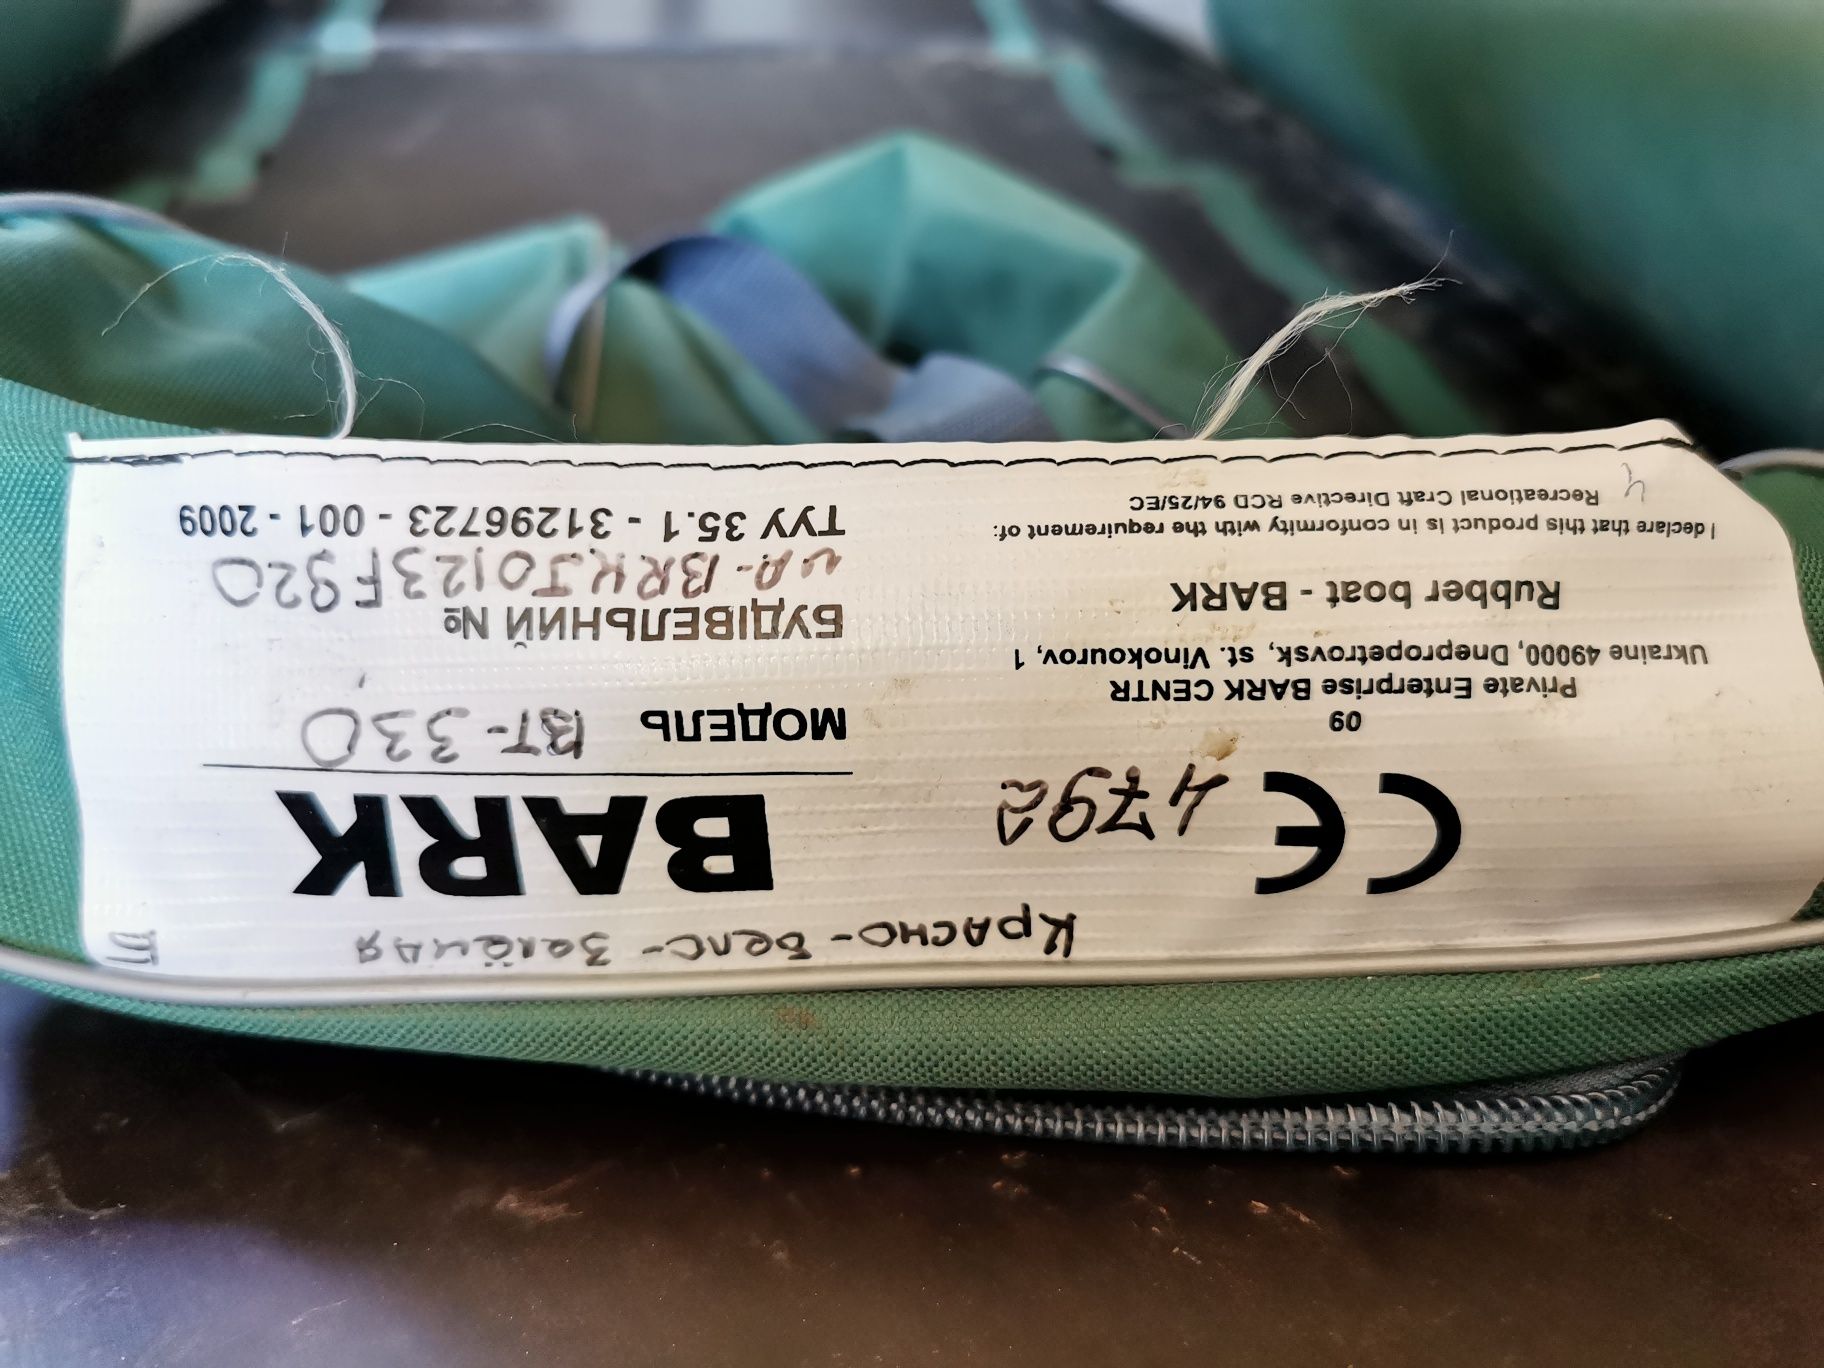 Красно-бело-зелёная
CE 4792
09
Private Enterprise BARK CENTR
Ukraine 49000, Dnepropetrovsk, st. Vinokourov, 1
Rubber boat - BARK
I declare that this product is in conformity with the requirement of:
Recreational Craft Directive RCD 94/25/EC
4
BARK
МОДЕЛЬ BT-330
БУДІВЕЛЬНИЙ №
UA-BRKJ0123F920
ТУУ 35.1 - 31296723 - 001 - 2009